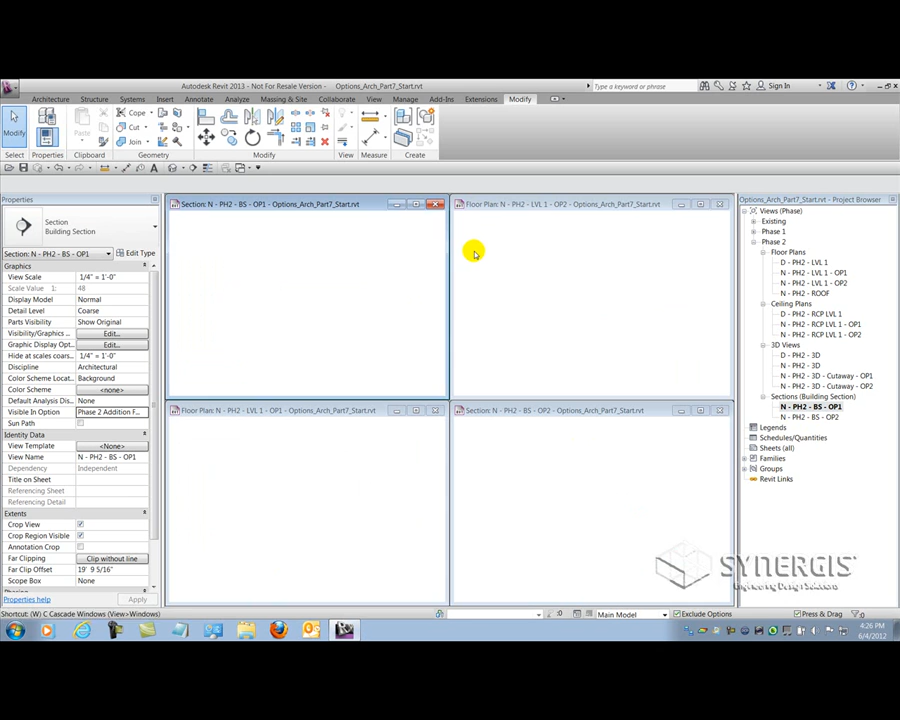 Autodesk Revit 2013 - Not For Resale Version - Options_Arch_Part7_Start.rvt
Type a keyword or phrase
Sign In
Architecture Structure Systems Insert Annotate Analyze Massing & Site Collaborate View Manage Add-Ins Extensions Modify
Modify Paste Cope
Cut
Join
Select Properties Clipboard Geometry Modify View Measure Create
Properties
Section
Building Section
Section: N - PH2 - BS - OP1 Edit Type
Graphics
View Scale 1/4" = 1'-0"
Scale Value 1: 48
Display Model Normal
Detail Level Coarse
Parts Visibility Show Original
Visibility/Graphics ... Edit...
Graphic Display Opt... Edit...
Hide at scales coars... 1/4" = 1'-0"
Discipline Architectural
Color Scheme Locat... Background
Color Scheme <none>
Default Analysis Dis... None
Visible In Option Phase 2 Addition F...
Sun Path
Identity Data
View Template <None>
View Name N - PH2 - BS - OP1
Dependency Independent
Title on Sheet
Referencing Sheet
Referencing Detail
Extents
Crop View
Crop Region Visible
Annotation Crop
Far Clipping Clip without line
Far Clip Offset 19' 9 5/16"
Scope Box None
Properties help Apply
Section: N - PH2 - BS - OP1 - Options_Arch_Part7_Start.rvt
Floor Plan: N - PH2 - LVL 1 - OP2 - Options_Arch_Part7_Start.rvt
Floor Plan: N - PH2 - LVL 1 - OP1 - Options_Arch_Part7_Start.rvt
Section: N - PH2 - BS - OP2 - Options_Arch_Part7_Start.rvt
Options_Arch_Part7_Start.rvt - Project Browser
Views (Phase)
Existing
Phase 1
Phase 2
Floor Plans
D - PH2 - LVL 1
N - PH2 - LVL 1 - OP1
N - PH2 - LVL 1 - OP2
N - PH2 - ROOF
Ceiling Plans
D - PH2 - RCP LVL 1
N - PH2 - RCP LVL 1 - OP1
N - PH2 - RCP LVL 1 - OP2
3D Views
D - PH2 - 3D
N - PH2 - 3D
N - PH2 - 3D - Cutaway - OP1
N - PH2 - 3D - Cutaway - OP2
Sections (Building Section)
N - PH2 - BS - OP1
N - PH2 - BS - OP2
Legends
Schedules/Quantities
Sheets (all)
Families
Groups
Revit Links
SYNERGIS
Engineering Design Solutions
Shortcut: (W) C Cascade Windows (View>Windows) :0 Main Model Exclude Options Press & Drag :0
4:26 PM
6/4/2012